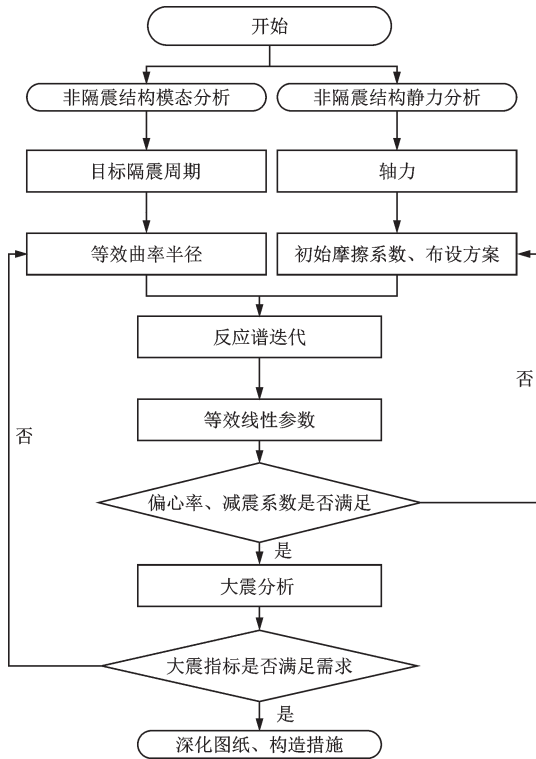 开始
非隔震结构模态分析
非隔震结构静力分析
目标隔震周期
轴力
等效曲率半径
初始摩擦系数、布设方案
反应谱迭代
否
等效线性参数
否
偏心率、减震系数是否满足
是
大震分析
大震指标是否满足需求
是
深化图纸、构造措施